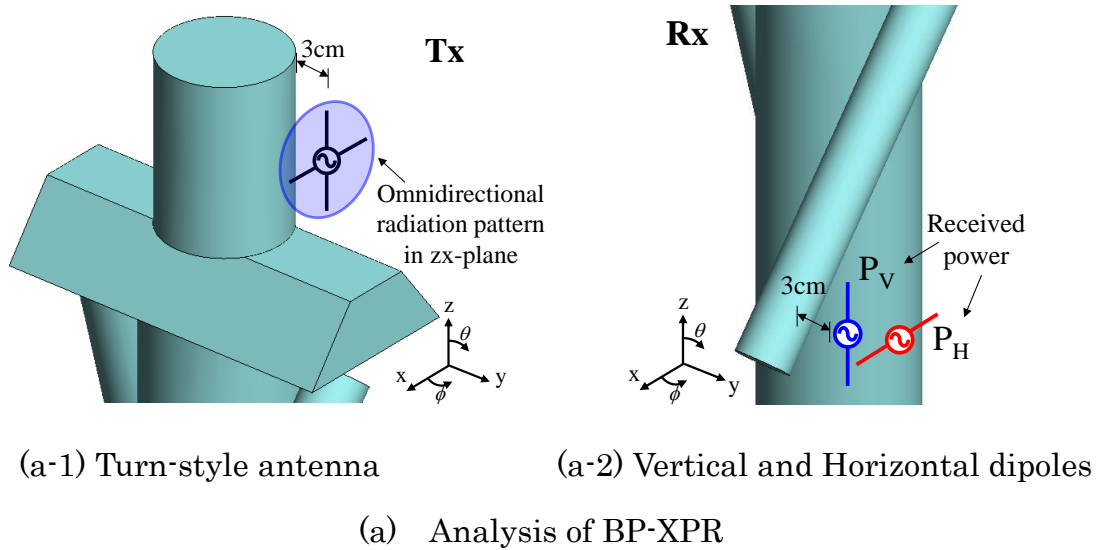 3cm
Tx
Omnidirectional
radiation pattern
in zx-plane
z
θ
x
y
ϕ
Rx
Received
power
3cm
P_V
P_H
z
θ
x
y
ϕ
(a-1) Turn-style antenna
(a-2) Vertical and Horizontal dipoles
(a) Analysis of BP-XPR